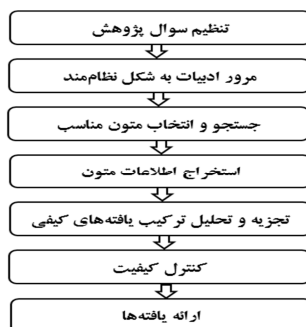 تنظیم سوال پژوهش
مرور ادبیات به شکل نظام‌مند
جستجو و انتخاب متون مناسب
استخراج اطلاعات متون
تجزیه و تحلیل ترکیب یافته‌های کیفی
کنترل کیفیت
ارائه یافته‌ها